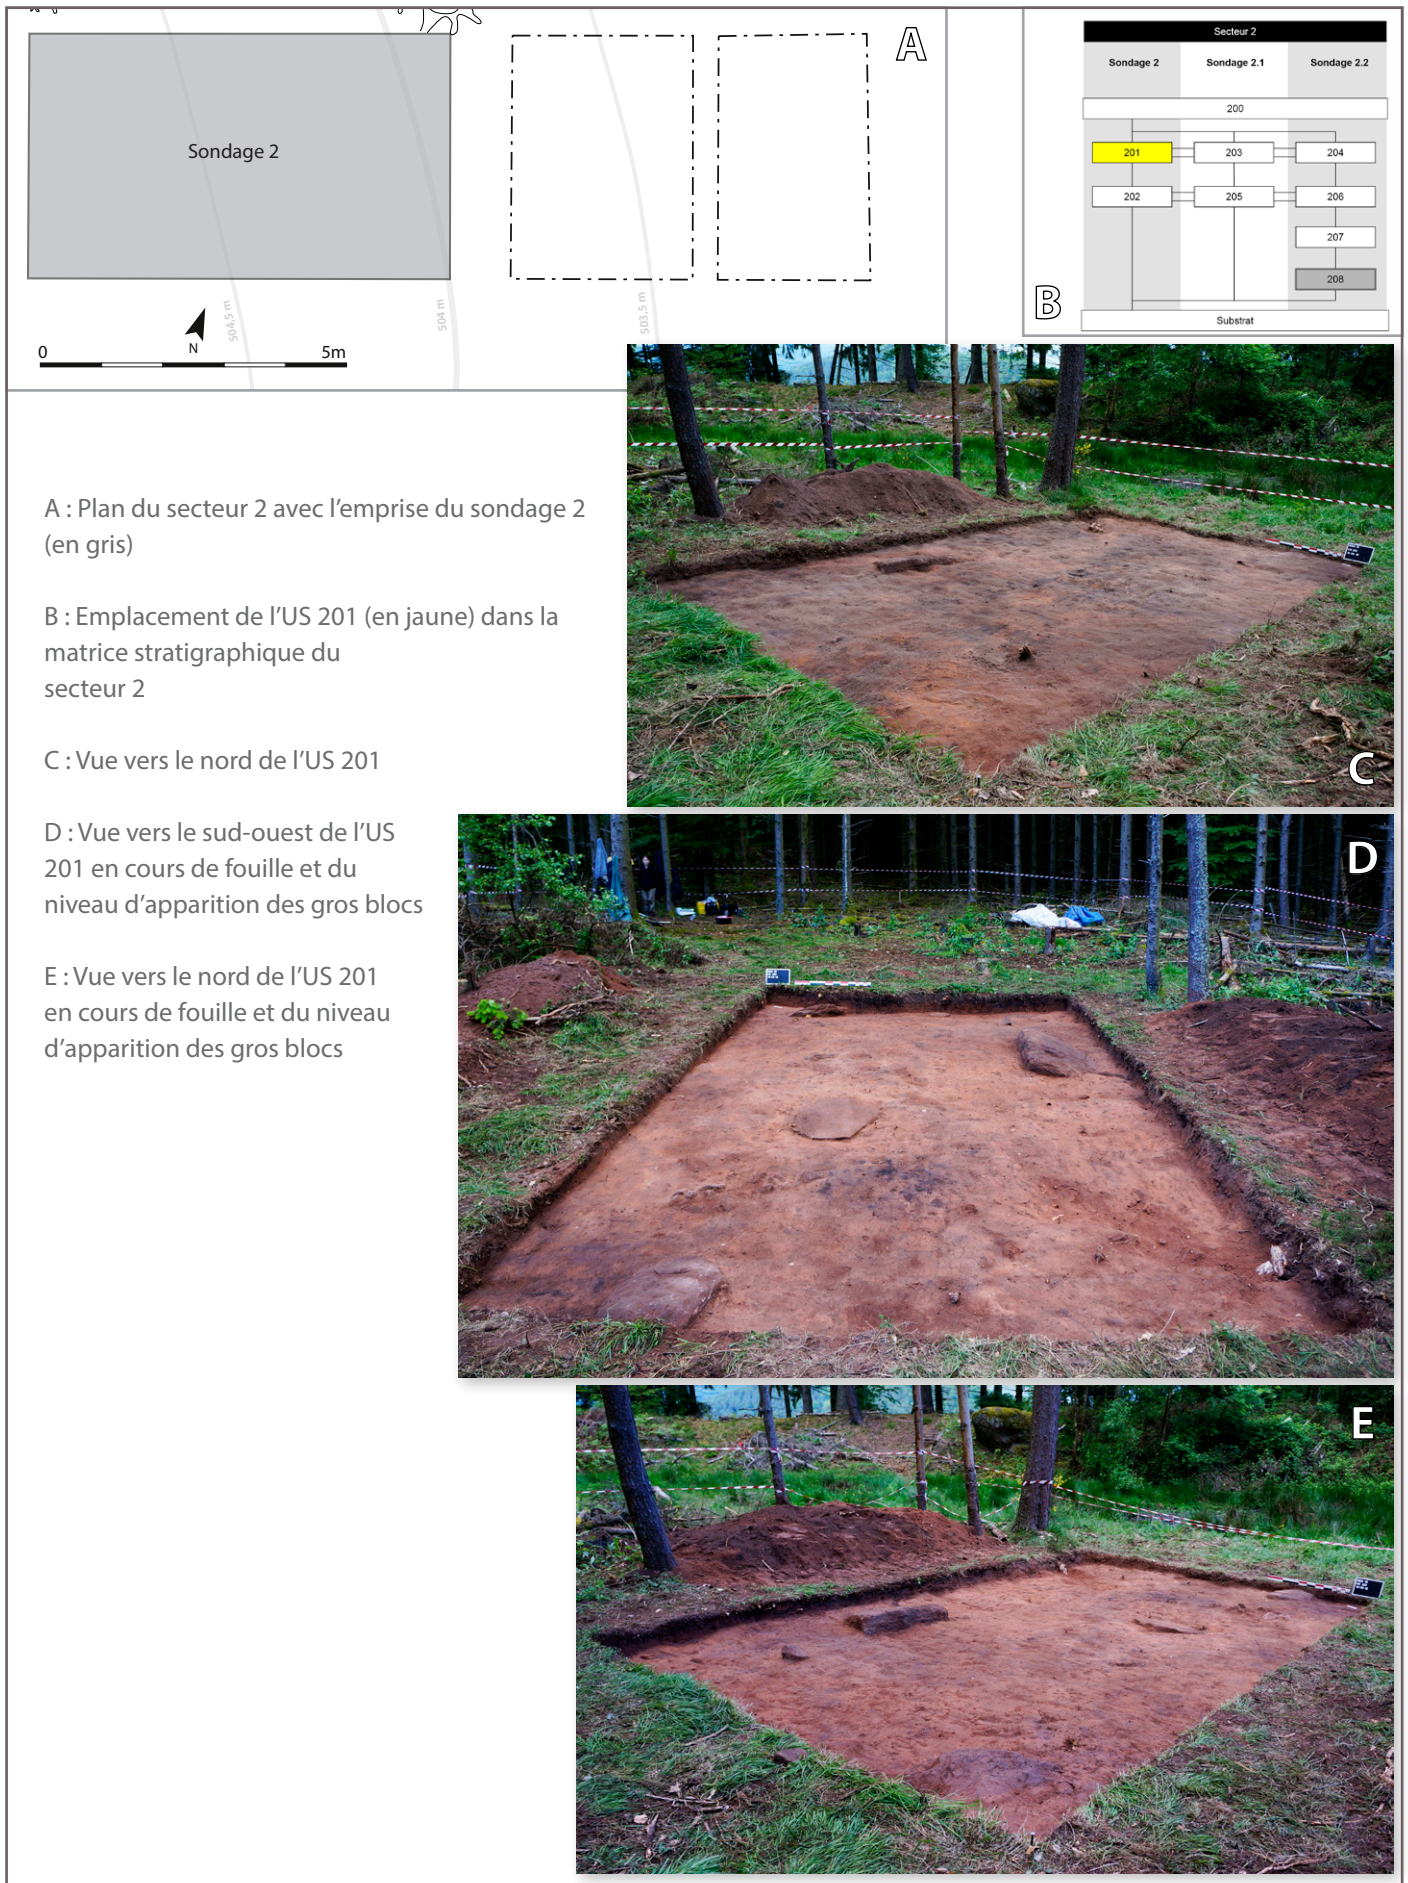 A
Sondage 2
504,5 m
504 m
503,5 m
N
0 5m
Secteur 2
Sondage 2 Sondage 2.1 Sondage 2.2
200
201 203 204
202 205 206
207
208
Substrat
B
A : Plan du secteur 2 avec l’emprise du sondage 2
(en gris)
B : Emplacement de l’US 201 (en jaune) dans la
matrice stratigraphique du
secteur 2
C : Vue vers le nord de l’US 201
D : Vue vers le sud-ouest de l’US
201 en cours de fouille et du
niveau d’apparition des gros blocs
E : Vue vers le nord de l’US 201
en cours de fouille et du niveau
d’apparition des gros blocs
C
D
E